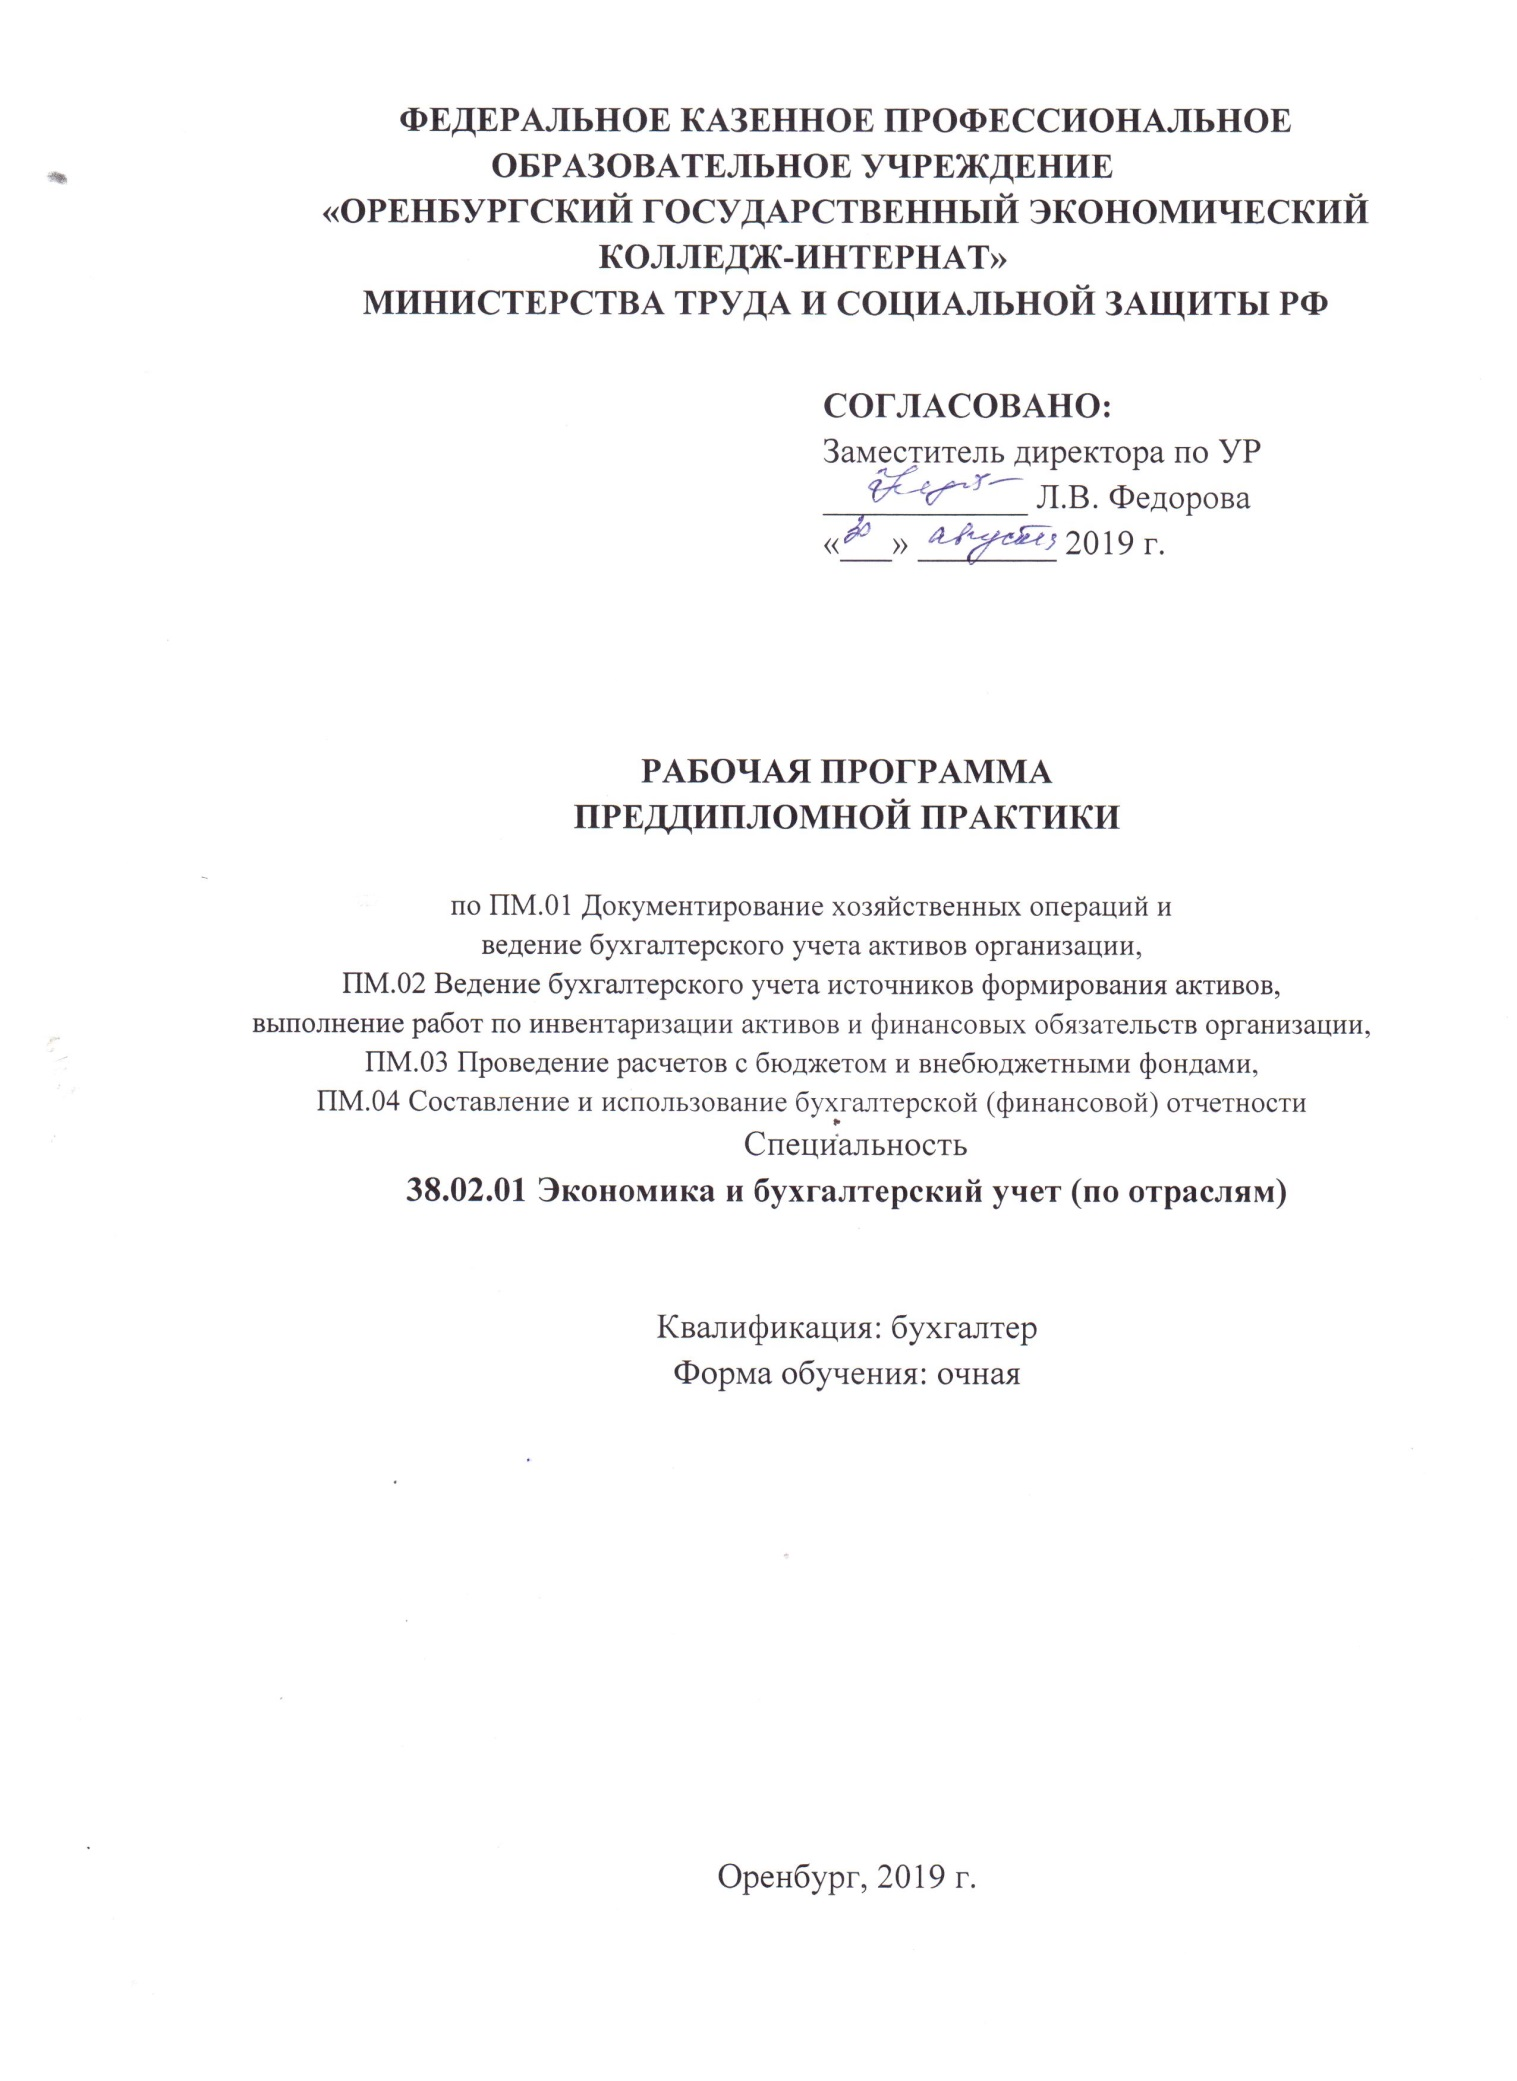 ФЕДЕРАЛЬНОЕ КАЗЕННОЕ ПРОФЕССИОНАЛЬНОЕ
ОБРАЗОВАТЕЛЬНОЕ УЧРЕЖДЕНИЕ
«ОРЕНБУРГСКИЙ ГОСУДАРСТВЕННЫЙ ЭКОНОМИЧЕСКИЙ
КОЛЛЕДЖ-ИНТЕРНАТ»
МИНИСТЕРСТВА ТРУДА И СОЦИАЛЬНОЙ ЗАЩИТЫ РФ
СОГЛАСОВАНО:
Заместитель директора по УР
____________ Л.В. Федорова
«30» августа 2019 г.
РАБОЧАЯ ПРОГРАММА
ПРЕДДИПЛОМНОЙ ПРАКТИКИ
по ПМ.01 Документирование хозяйственных операций и
ведение бухгалтерского учета активов организации,
ПМ.02 Ведение бухгалтерского учета источников формирования активов,
выполнение работ по инвентаризации активов и финансовых обязательств организации,
ПМ.03 Проведение расчетов с бюджетом и внебюджетными фондами,
ПМ.04 Составление и использование бухгалтерской (финансовой) отчетности
Специальность
38.02.01 Экономика и бухгалтерский учет (по отраслям)
Квалификация: бухгалтер
Форма обучения: очная
Оренбург, 2019 г.